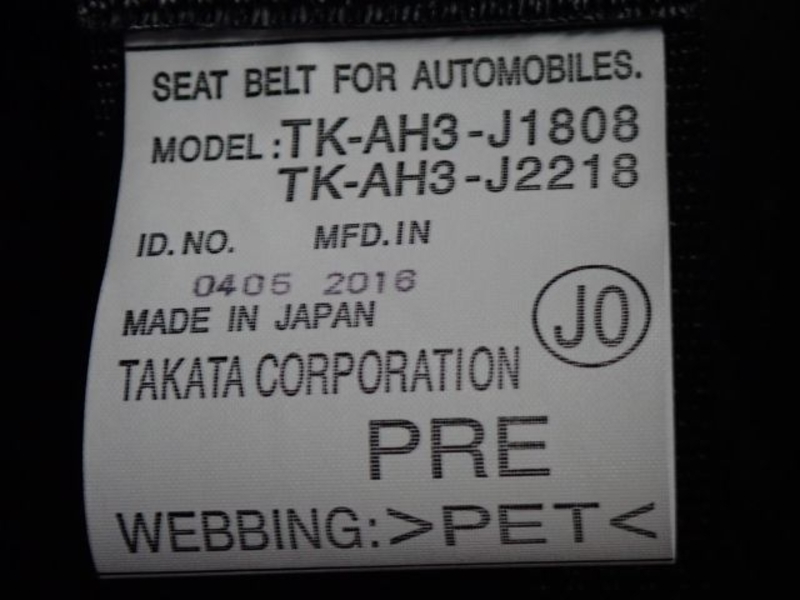 SEAT BELT FOR AUTOMOBILES.
MODEL:TK-AH3-J1808
TK-AH3-J2218
ID.NO. MFD.IN
0405 2016
MADE IN JAPAN
J0
TAKATA CORPORATION
PRE
WEBBING:>PET<